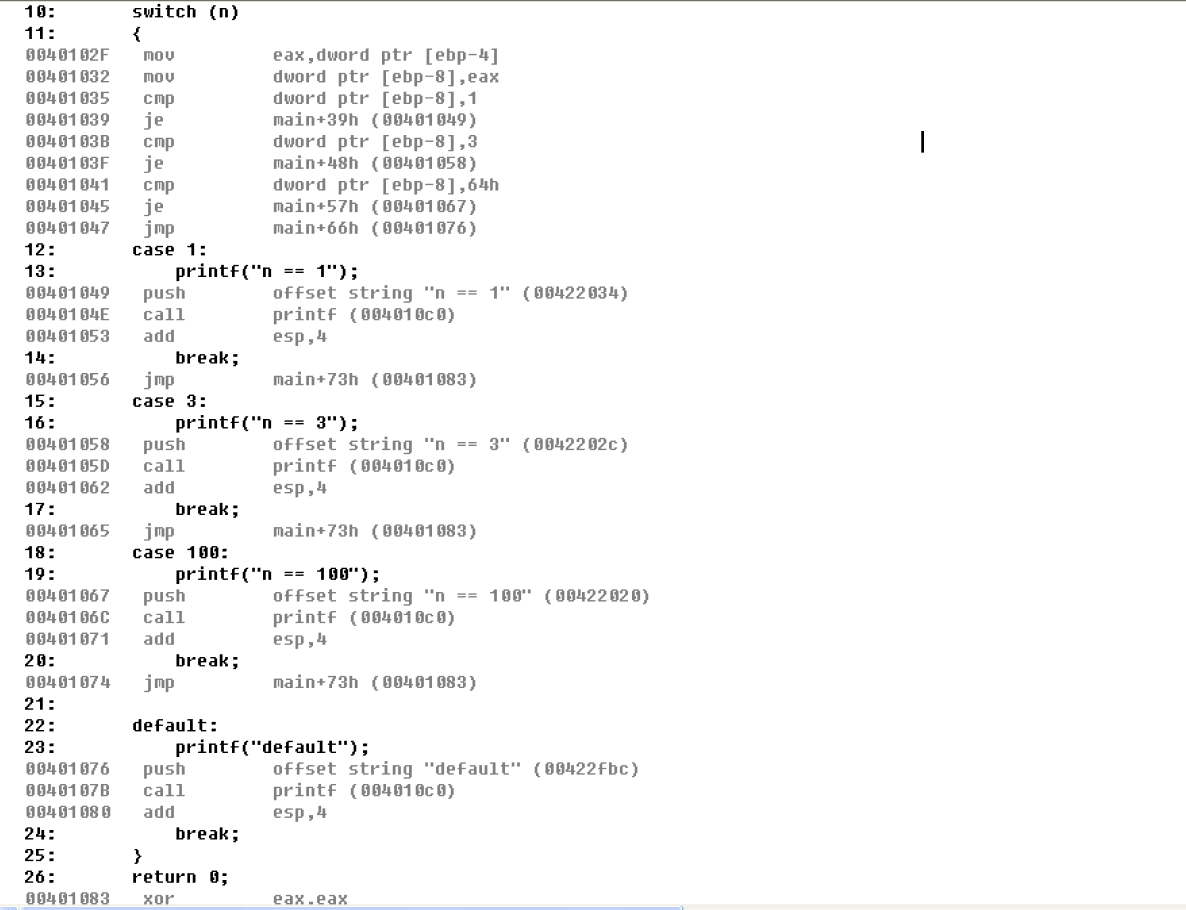 10: switch (n)
11: {
0040102F mov eax,dword ptr [ebp-4]
00401032 mov dword ptr [ebp-8],eax
00401035 cmp dword ptr [ebp-8],1
00401039 je main+39h (00401049)
0040103B cmp dword ptr [ebp-8],3
0040103F je main+48h (00401058)
00401041 cmp dword ptr [ebp-8],64h
00401045 je main+57h (00401067)
00401047 jmp main+66h (00401076)
12: case 1:
13: printf("n == 1");
00401049 push offset string "n == 1" (00422034)
0040104E call printf (004010c0)
00401053 add esp,4
14: break;
00401056 jmp main+73h (00401083)
15: case 3:
16: printf("n == 3");
00401058 push offset string "n == 3" (0042202c)
0040105D call printf (004010c0)
00401062 add esp,4
17: break;
00401065 jmp main+73h (00401083)
18: case 100:
19: printf("n == 100");
00401067 push offset string "n == 100" (00422020)
0040106C call printf (004010c0)
00401071 add esp,4
20: break;
00401074 jmp main+73h (00401083)
21:
22: default:
23: printf("default");
00401076 push offset string "default" (00422fbc)
0040107B call printf (004010c0)
00401080 add esp,4
24: break;
25: }
26: return 0;
00401083 xor eax.eax